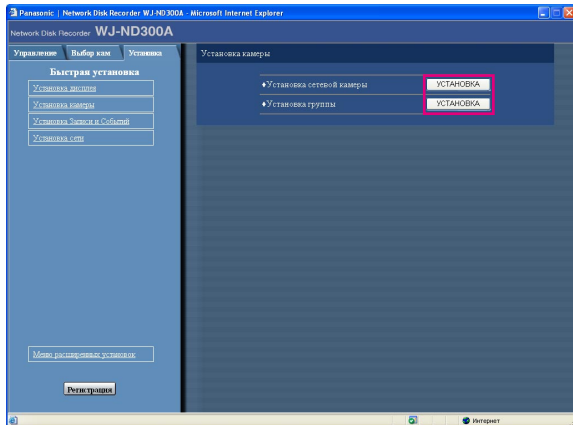 Panasonic | Network Disk Recorder WJ-ND300A - Microsoft Internet Explorer
Network Disk Recorder WJ-ND300A
Управление Выбор кам Установка
Установка камеры
Быстрая установка
Установка дисплея
Установка камеры
Установка Записи и Событий
Установка сети
♦Установка сетевой камеры УСТАНОВКА
♦Установка группы УСТАНОВКА
Меню расширенных установок
Регистрация
Интернет